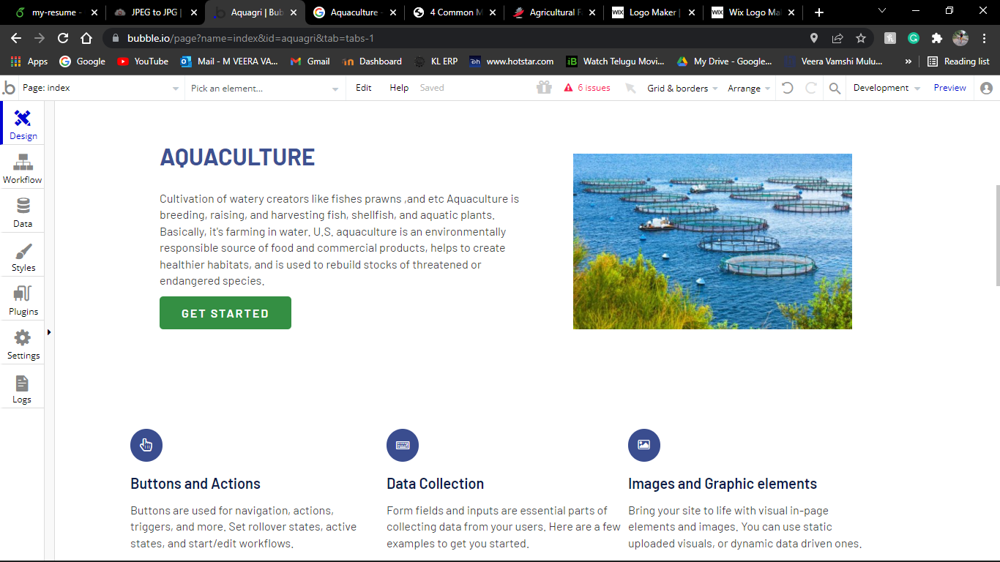 my-resume -
JPEG to JPG |
Aquagri | Bub
Aquaculture -
4 Common M
Agricultural F
WIX Logo Maker |
WIX Wix Logo Mal
bubble.io/page?name=index&id=aquagri&tab=tabs-1
Apps
Google
YouTube
Mail - M VEERA VA...
Gmail
Dashboard
KL ERP
www.hotstar.com
Watch Telugu Movi...
My Drive - Google...
Veera Vamshi Mulu...
»
Reading list
.b
Page: index
Pick an element...
Edit
Help
Saved
6 issues
Grid & borders
Arrange
Development
Preview
Design
Workflow
Data
Styles
Plugins
Settings
Logs
AQUACULTURE
Cultivation of watery creators like fishes prawns ,and etc Aquaculture is
breeding, raising, and harvesting fish, shellfish, and aquatic plants.
Basically, it's farming in water. U.S. aquaculture is an environmentally
responsible source of food and commercial products, helps to create
healthier habitats, and is used to rebuild stocks of threatened or
endangered species.
GET STARTED
Buttons and Actions
Buttons are used for navigation, actions,
triggers, and more. Set rollover states, active
states, and start/edit workflows.
Data Collection
Form fields and inputs are essential parts of
collecting data from your users. Here are a few
examples to get you started.
Images and Graphic elements
Bring your site to life with visual in-page
elements and images. You can use static
uploaded visuals, or dynamic data driven ones.